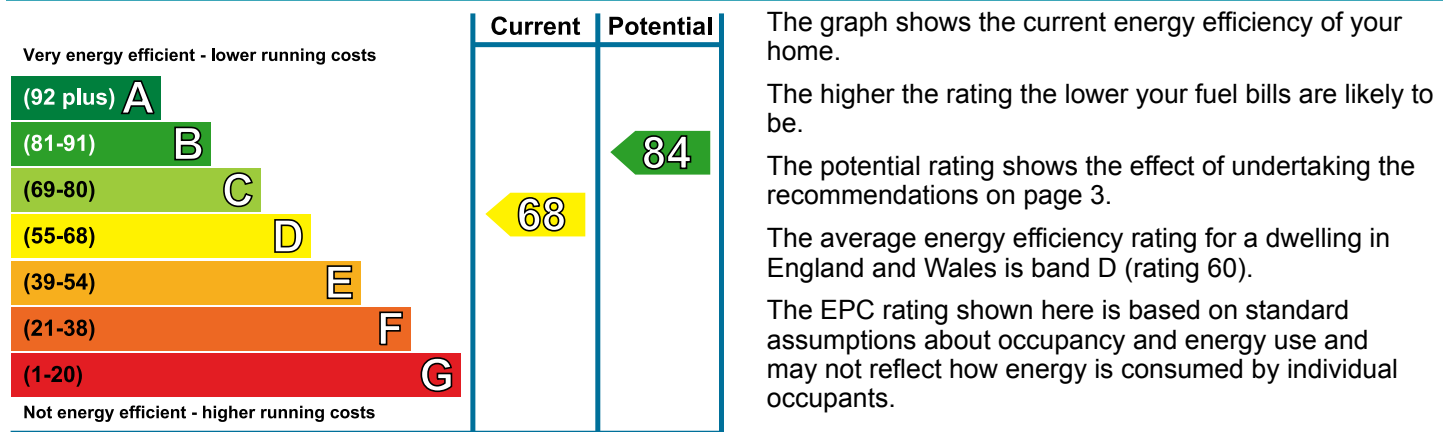 Current Potential
Very energy efficient - lower running costs
(92 plus) A
(81-91) B
84
(69-80) C
68
(55-68) D
(39-54) E
(21-38) F
(1-20) G
Not energy efficient - higher running costs
The graph shows the current energy efficiency of your
home.
The higher the rating the lower your fuel bills are likely to
be.
The potential rating shows the effect of undertaking the
recommendations on page 3.
The average energy efficiency rating for a dwelling in
England and Wales is band D (rating 60).
The EPC rating shown here is based on standard
assumptions about occupancy and energy use and
may not reflect how energy is consumed by individual
occupants.